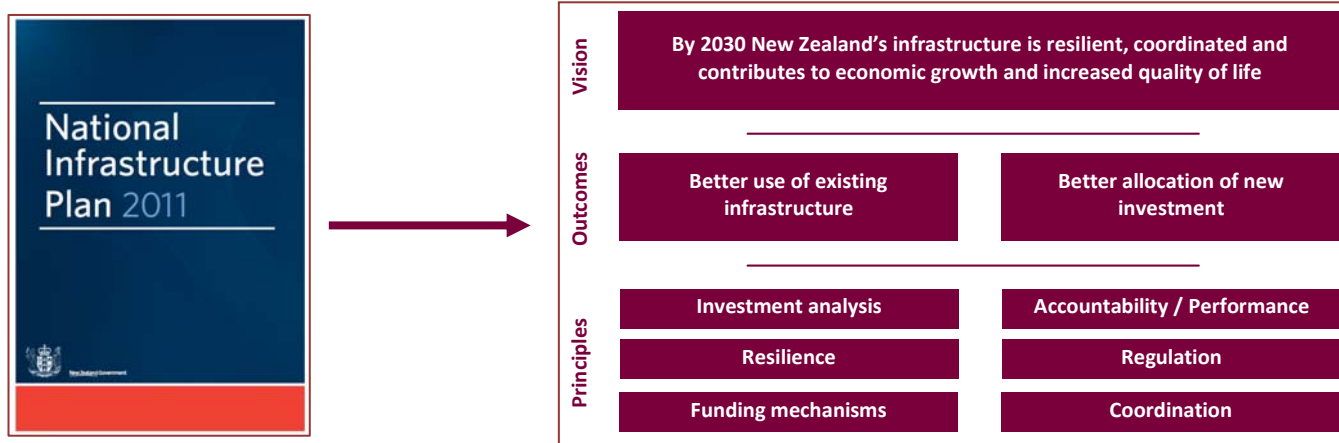 National
Infrastructure
Plan 2011
New Zealand Government
Vision
By 2030 New Zealand's infrastructure is resilient, coordinated and
contributes to economic growth and increased quality of life
Outcomes
Better use of existing
infrastructure
Better allocation of new
investment
Principles
Investment analysis
Accountability / Performance
Resilience
Regulation
Funding mechanisms
Coordination